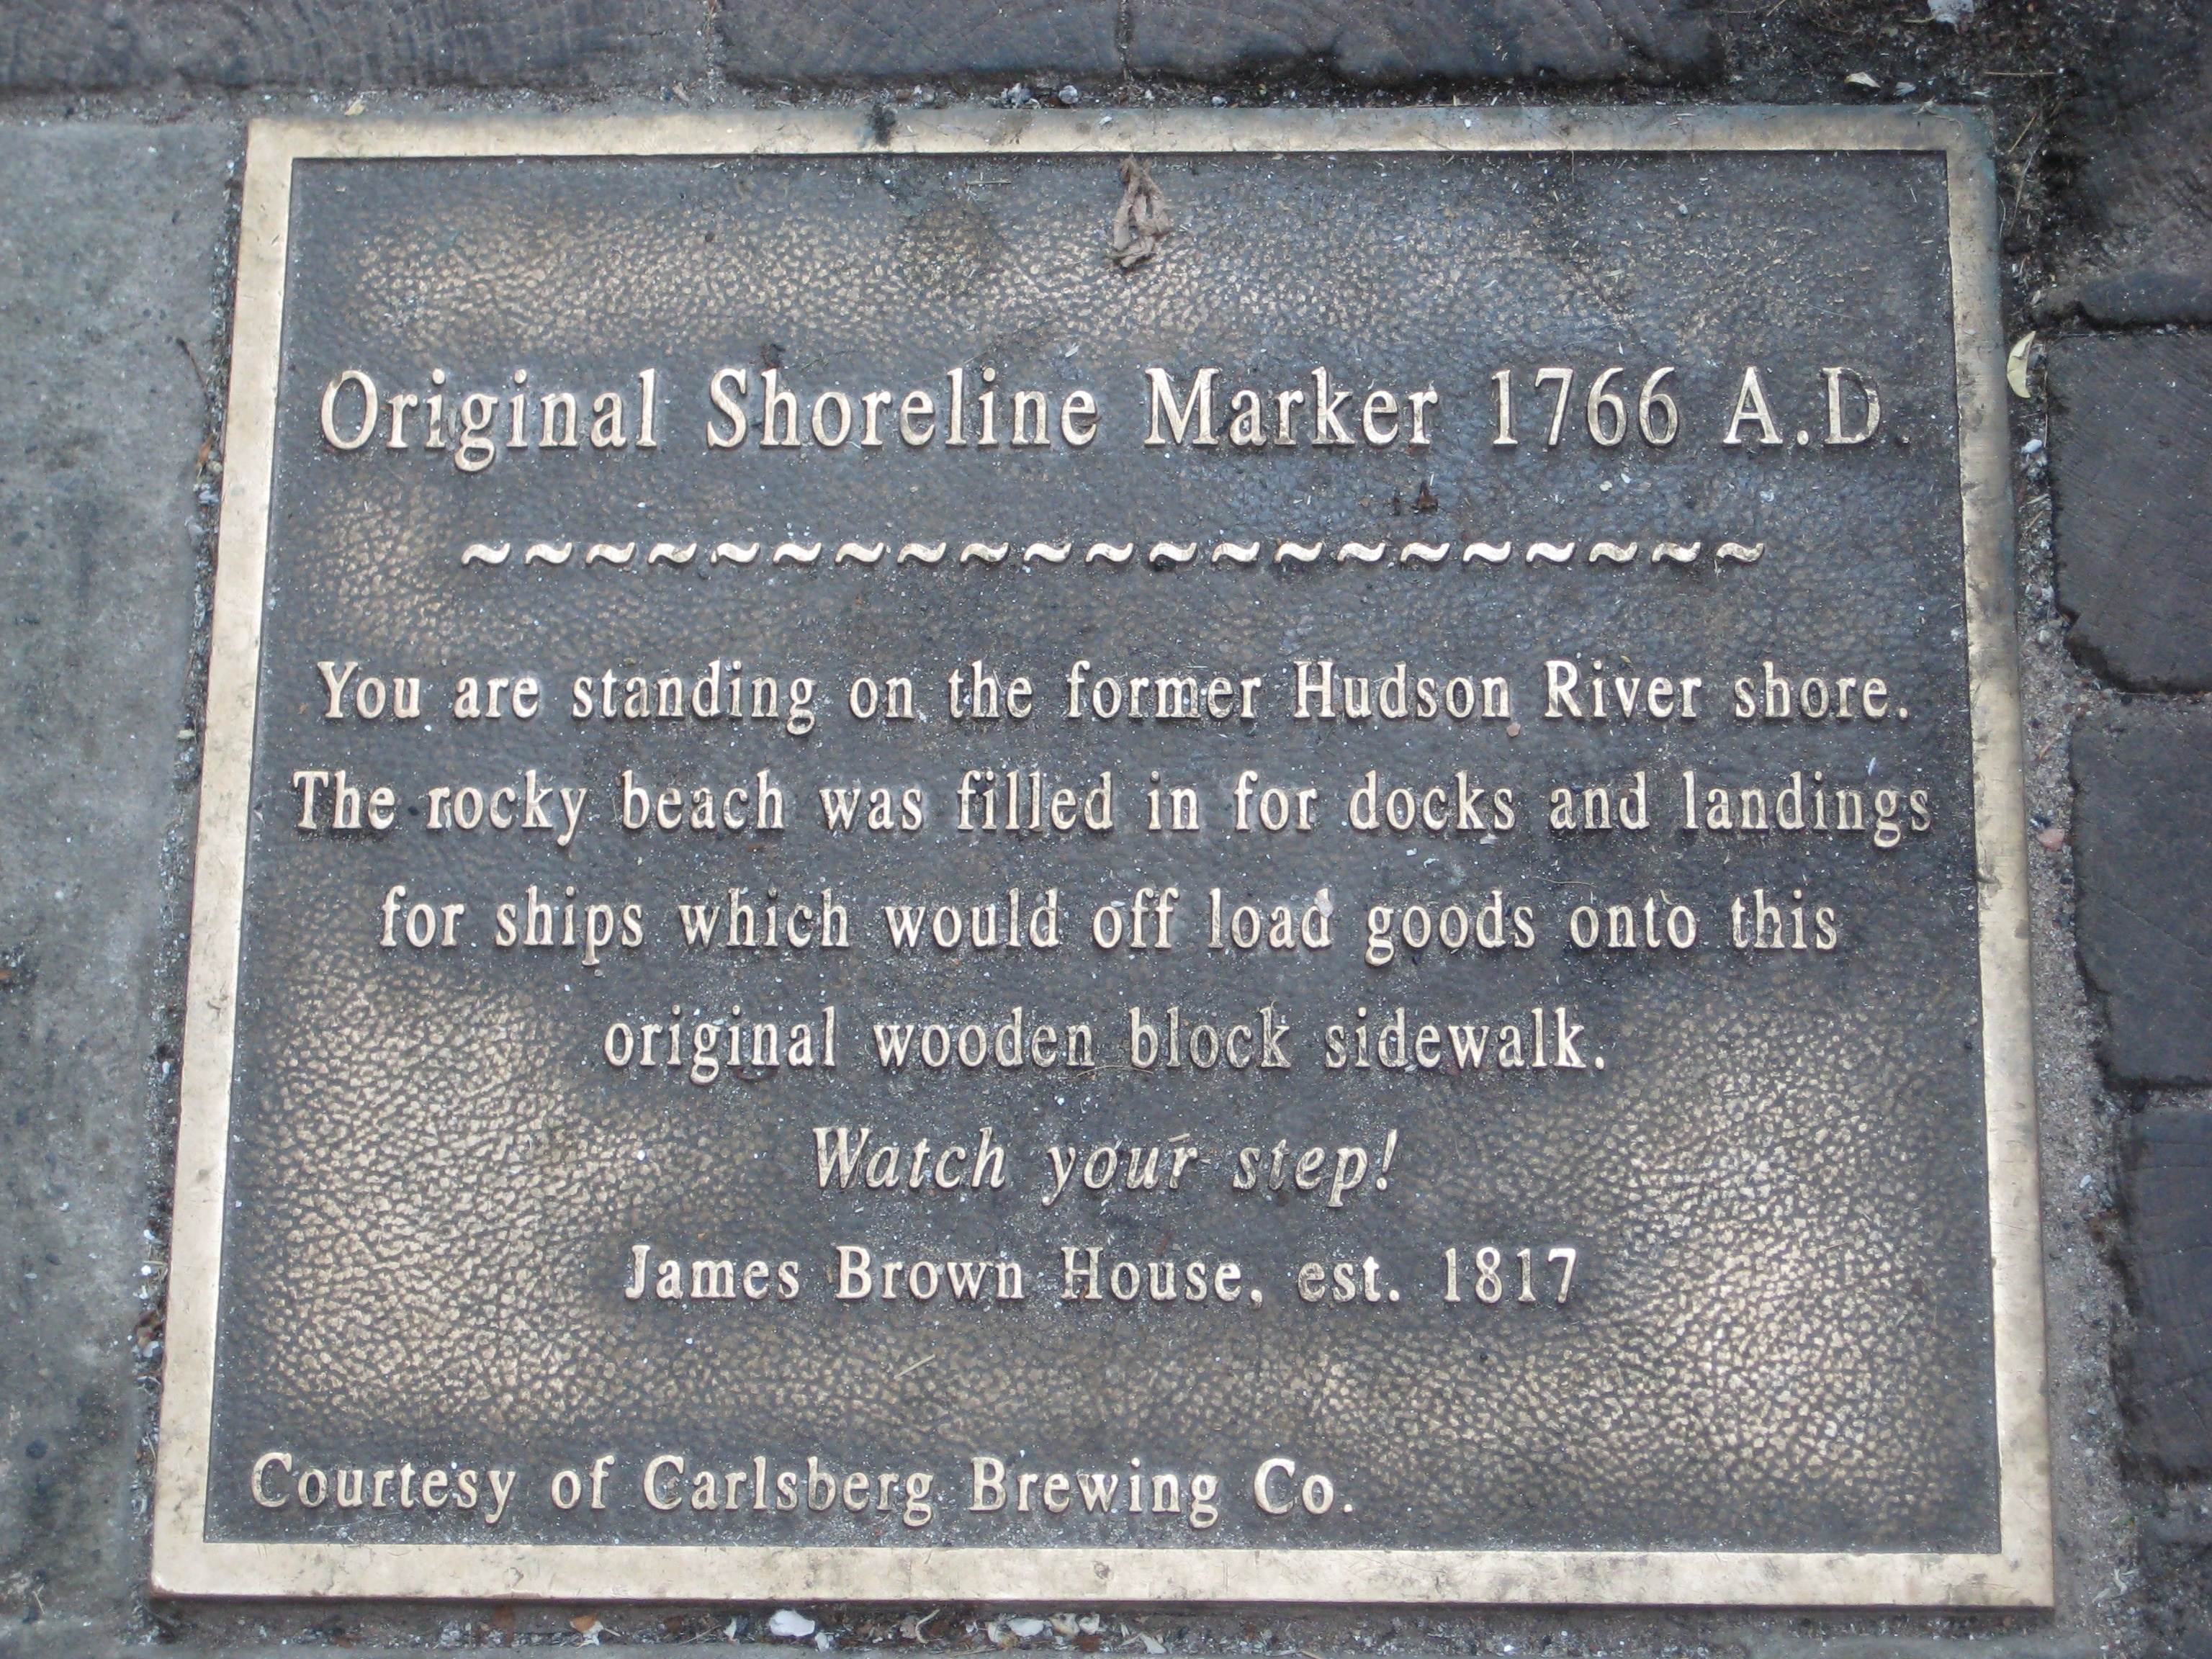 Original Shoreline Marker 1766 A.D.
~~~~~~~~~~~~~~~~~~~~~
You are standing on the former Hudson River shore.
The rocky beach was filled in for docks and landings
for ships which would off load goods onto this
original wooden block sidewalk.
Watch your step!
James Brown House, est. 1817
Courtesy of Carlsberg Brewing Co.